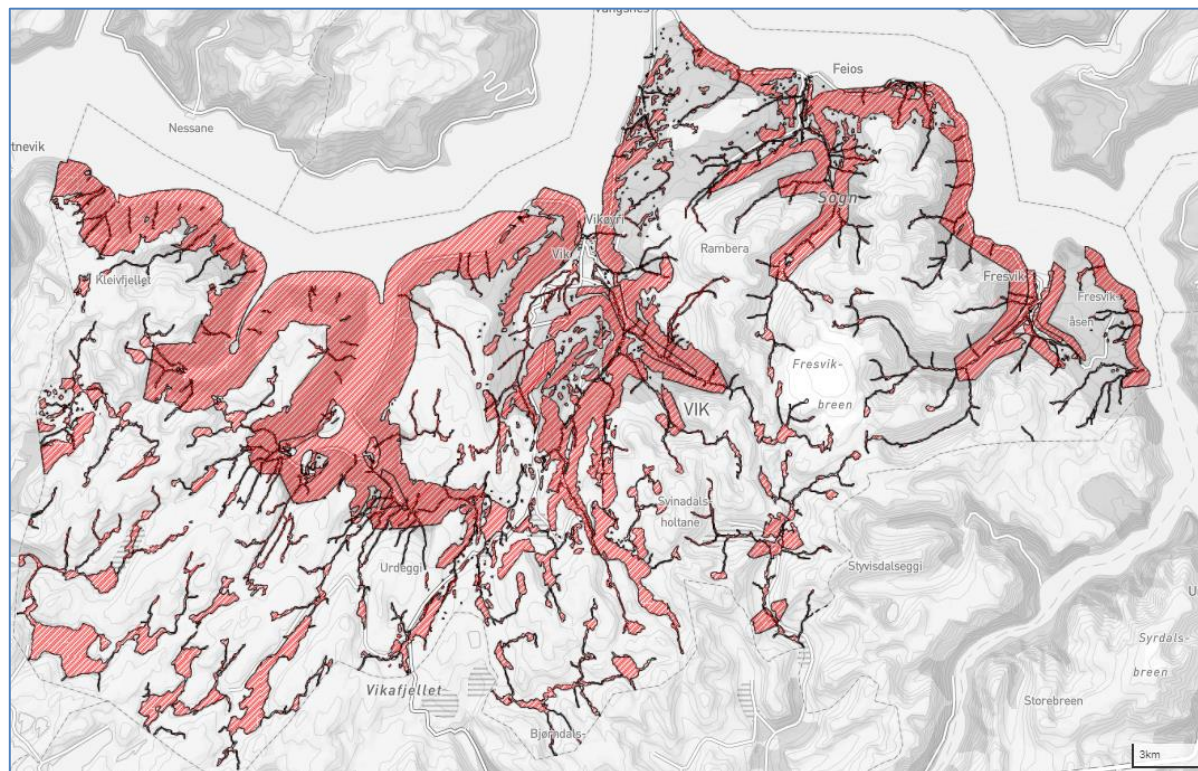 Vangsnes
Feios
Nessane
tnevik
Sogn
Vikøyri
Vik
Rambera
Kleivfjellet
Fresvik
Fresvik-
åsen
Fresvik-
breen
VIK
Svinadals-
holtane
Urdeggi
Styvisdalseggi
U
Syrdals-
breen
Vikafjellet
Storebreen
Bjørndals-
3km